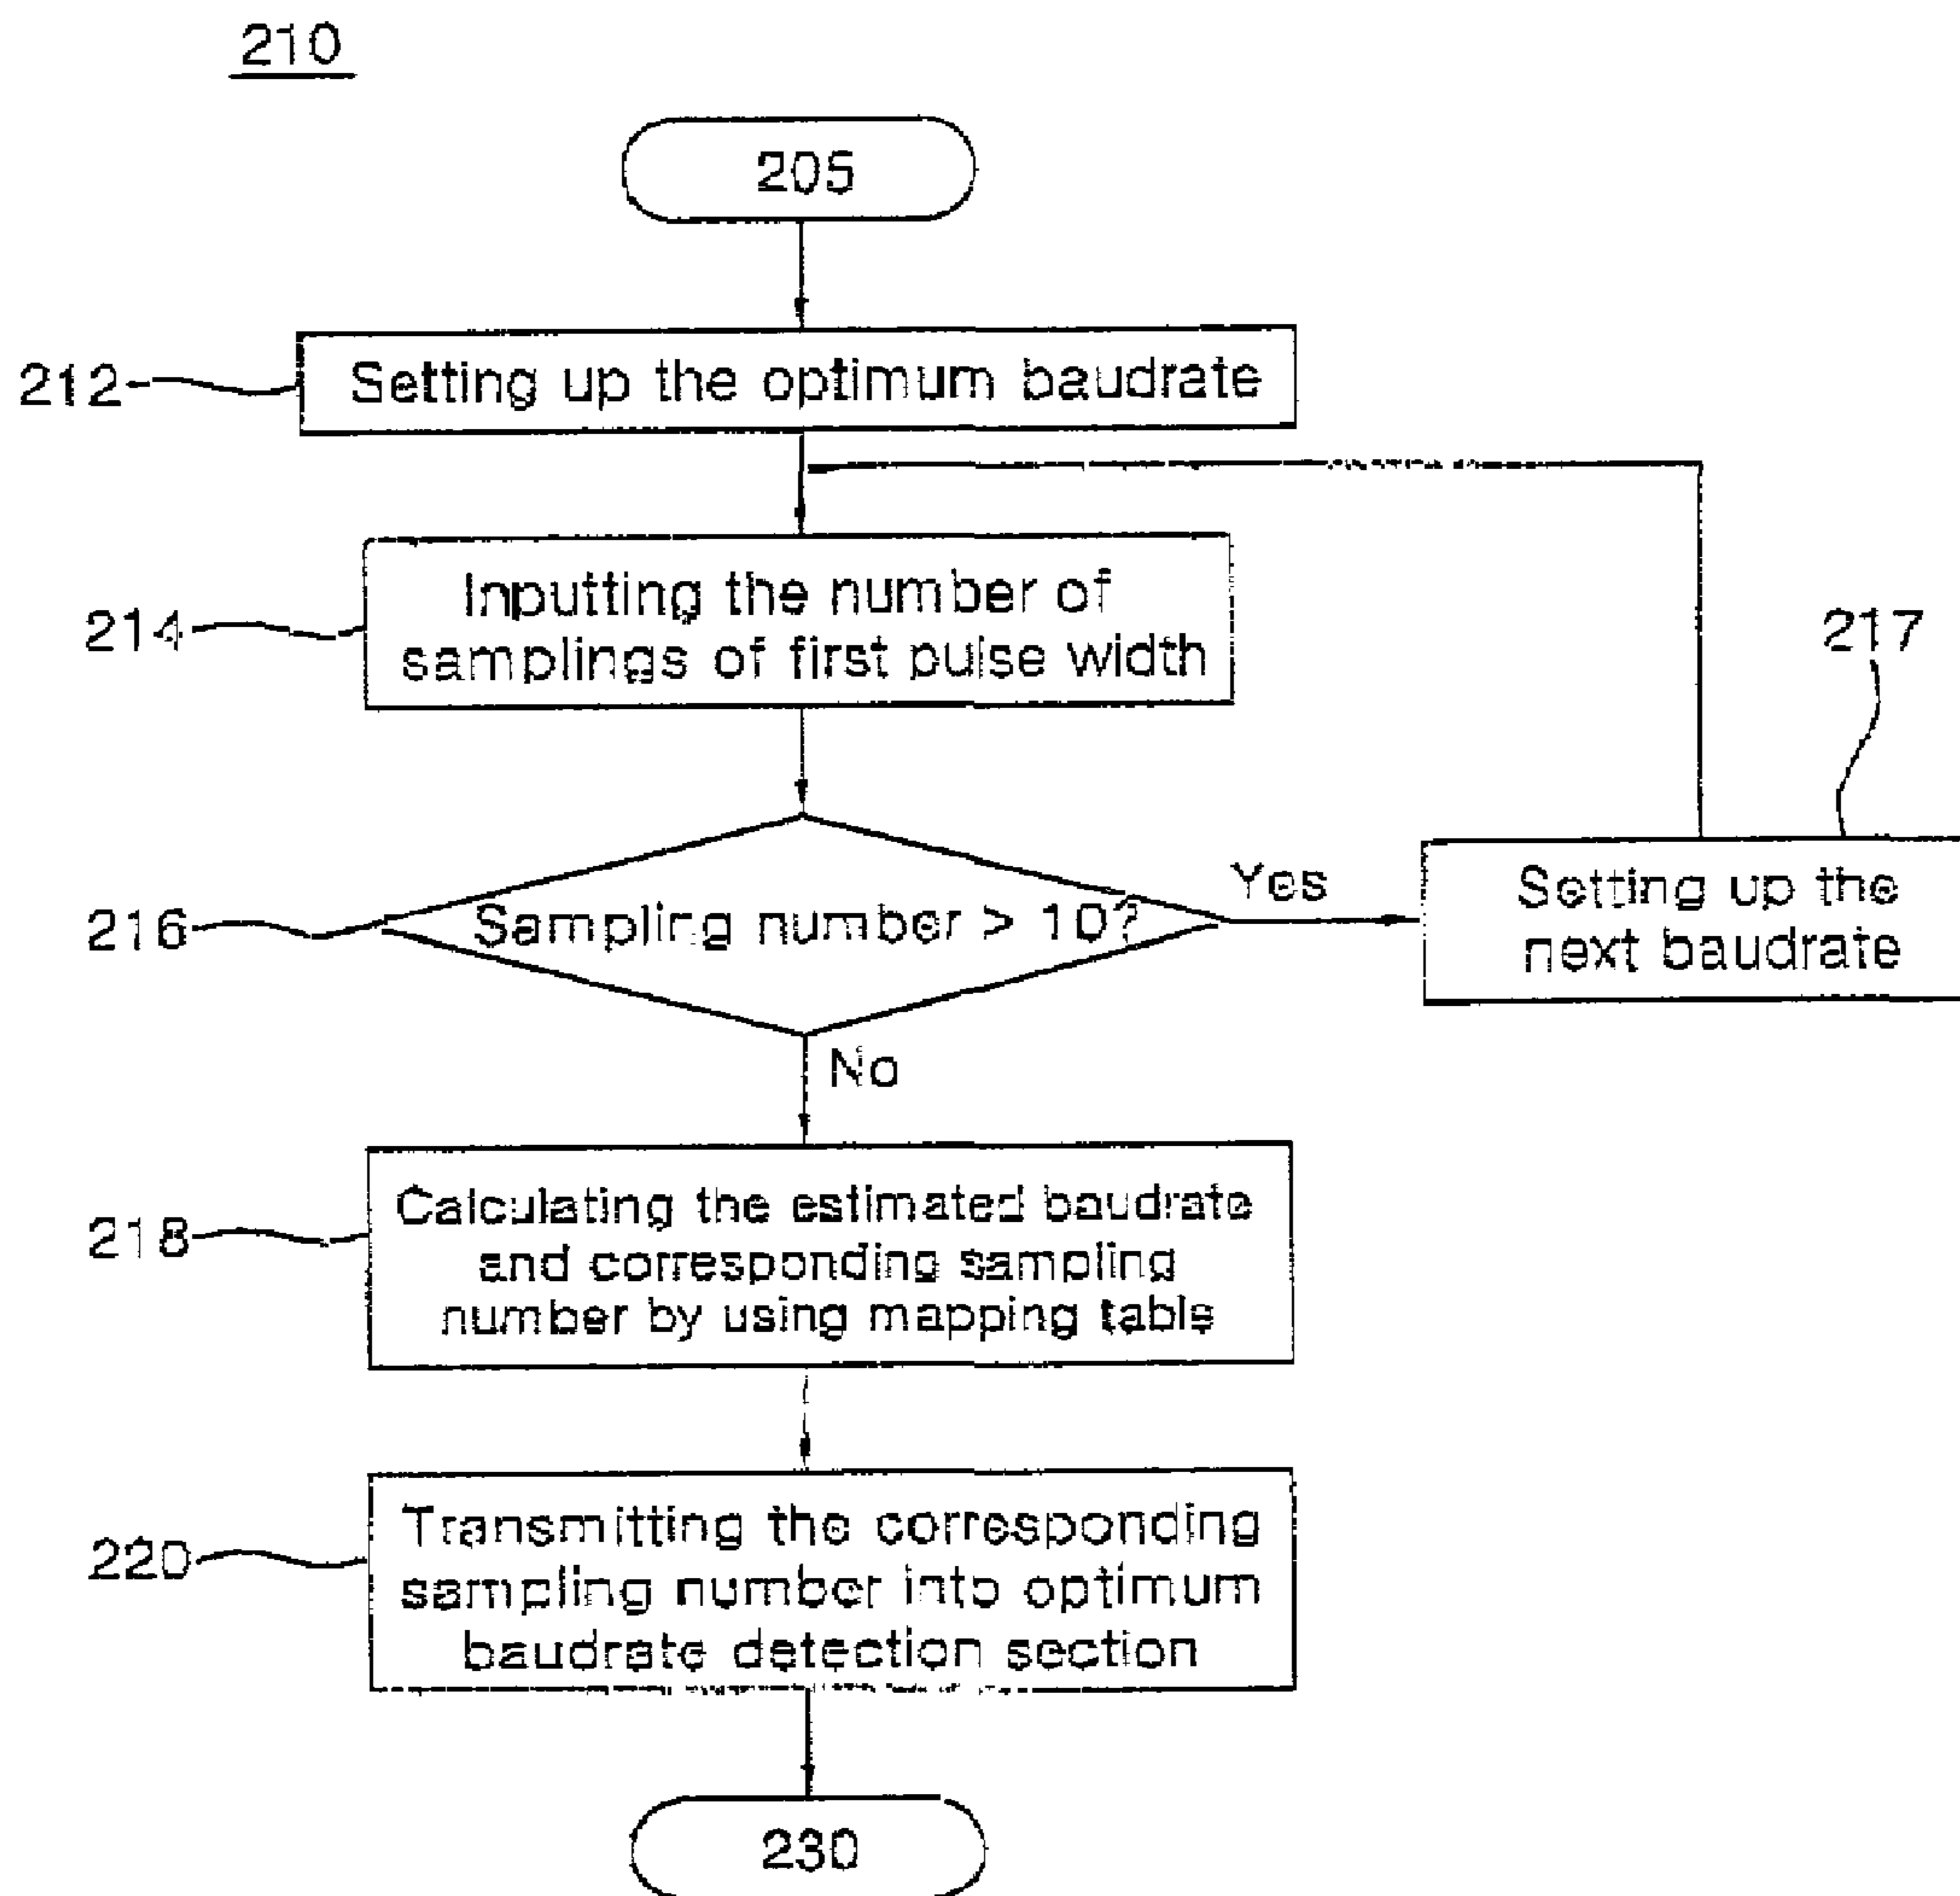 210
205
212
Setting up the optimum baudrate
214
Inputting the number of
samplings of first pulse width
217
216
Sampling number > 10?
Yes
Setting up the
next baudrate
No
218
Calculating the estimated baudrate
and corresponding sampling
number by using mapping table
220
Transmitting the corresponding
sampling number into optimum
baudrate detection section
230